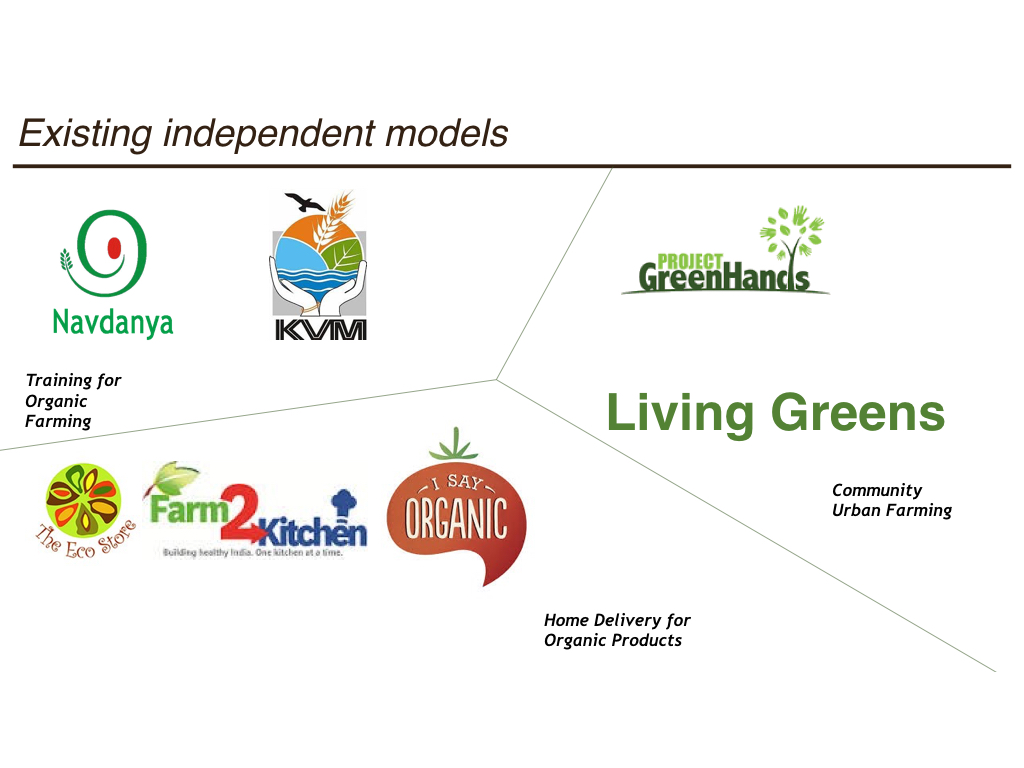 Existing independent models
Navdanya
KVM
Training for
Organic
Farming
PROJECT
GreenHands
Living Greens
Community
Urban Farming
The Eco Store
Farm2Kitchen
Building healthy India. One kitchen at a time.
I SAY
ORGANIC
Home Delivery for
Organic Products